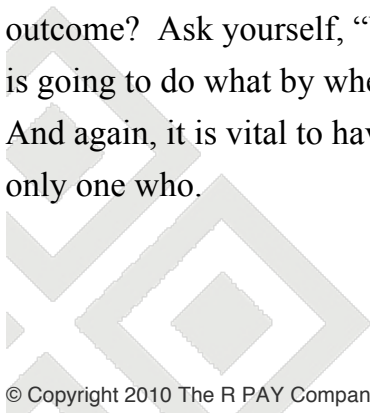 outcome?  Ask yourself, “
is going to do what by whe
And again, it is vital to hav
only one who.
© Copyright 2010 The R PAY Compan